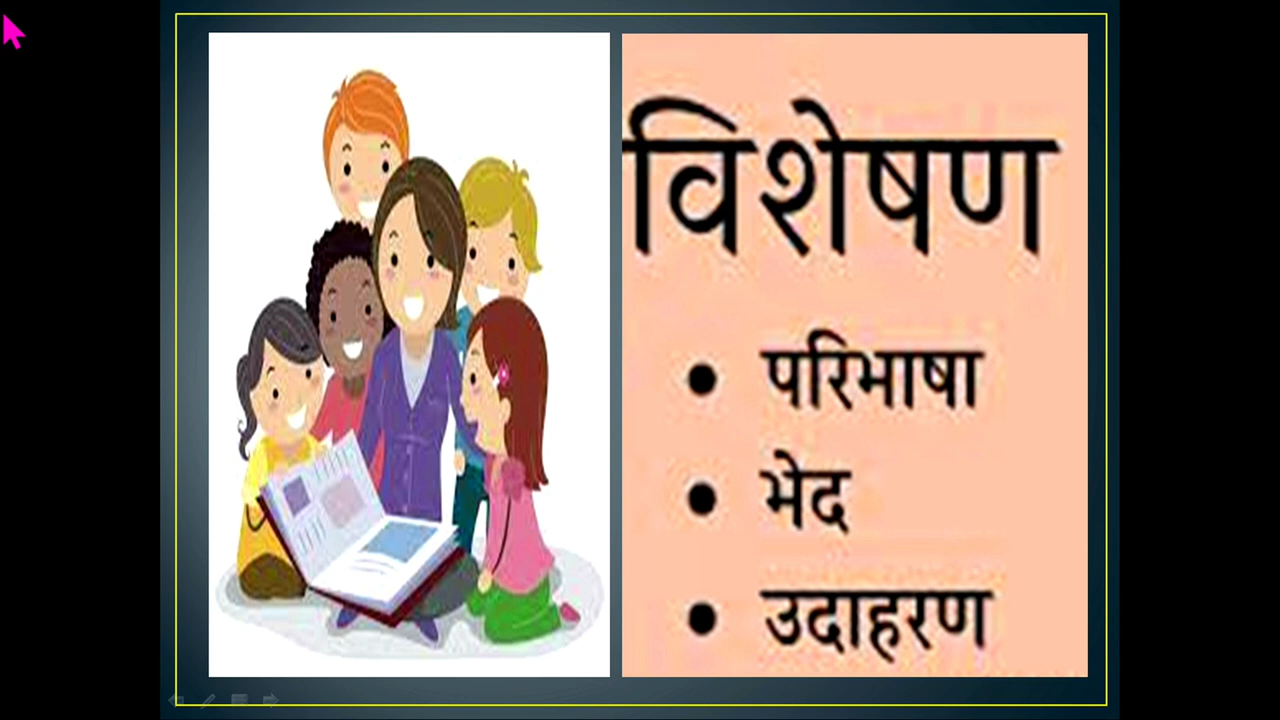 विशेषण
• परिभाषा
• भेद
• उदाहरण